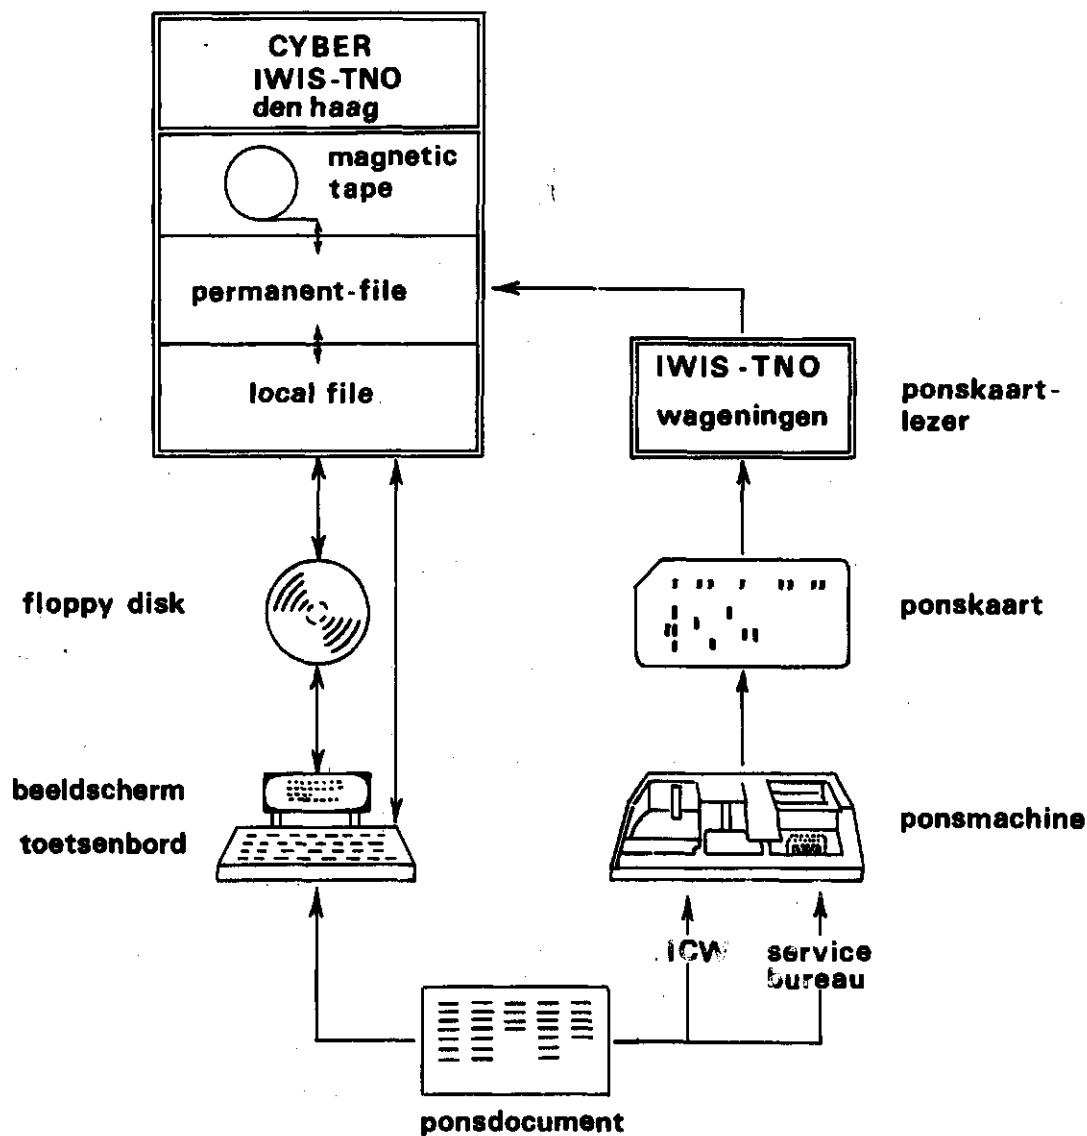 CYBER
IWIS-TNO
den haag
magnetic
tape
permanent-file
local file
IWIS-TNO
wageningen
ponskaart-
lezer
floppy disk
ponskaart
beeldscherm
toetsenbord
ponsmachine
ICW
service
bureau
ponsdocument